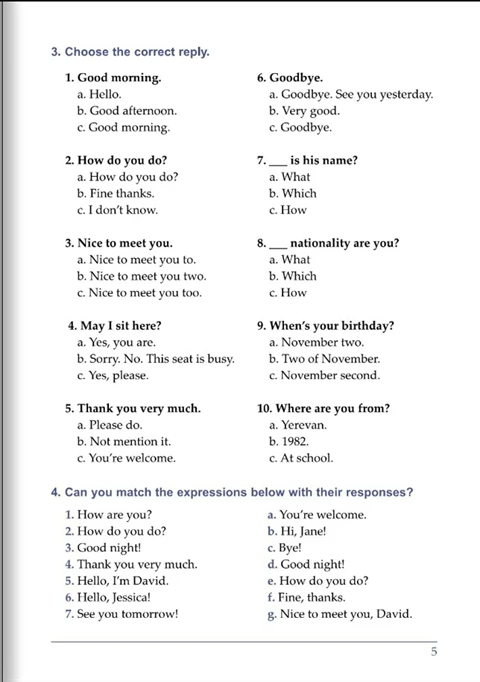 3. Choose the correct reply.
1. Good morning.
a. Hello.
b. Good afternoon.
c. Good morning.
2. How do you do?
a. How do you do?
b. Fine thanks.
c. I don't know.
3. Nice to meet you.
a. Nice to meet you to.
b. Nice to meet you two.
c. Nice to meet you too.
4. May I sit here?
a. Yes, you are.
b. Sorry. No. This seat is busy.
c. Yes, please.
5. Thank you very much.
a. Please do.
b. Not mention it.
c. You're welcome.
6. Goodbye.
a. Goodbye. See you yesterday.
b. Very good.
c. Goodbye.
7. ___ is his name?
a. What
b. Which
c. How
8. ___ nationality are you?
a. What
b. Which
c. How
9. When's your birthday?
a. November two.
b. Two of November.
c. November second.
10. Where are you from?
a. Yerevan.
b. 1982.
c. At school.
4. Can you match the expressions below with their responses?
1. How are you?
2. How do you do?
3. Good night!
4. Thank you very much.
5. Hello, I'm David.
6. Hello, Jessica!
7. See you tomorrow!
a. You're welcome.
b. Hi, Jane!
c. Bye!
d. Good night!
e. How do you do?
f. Fine, thanks.
g. Nice to meet you, David.
5